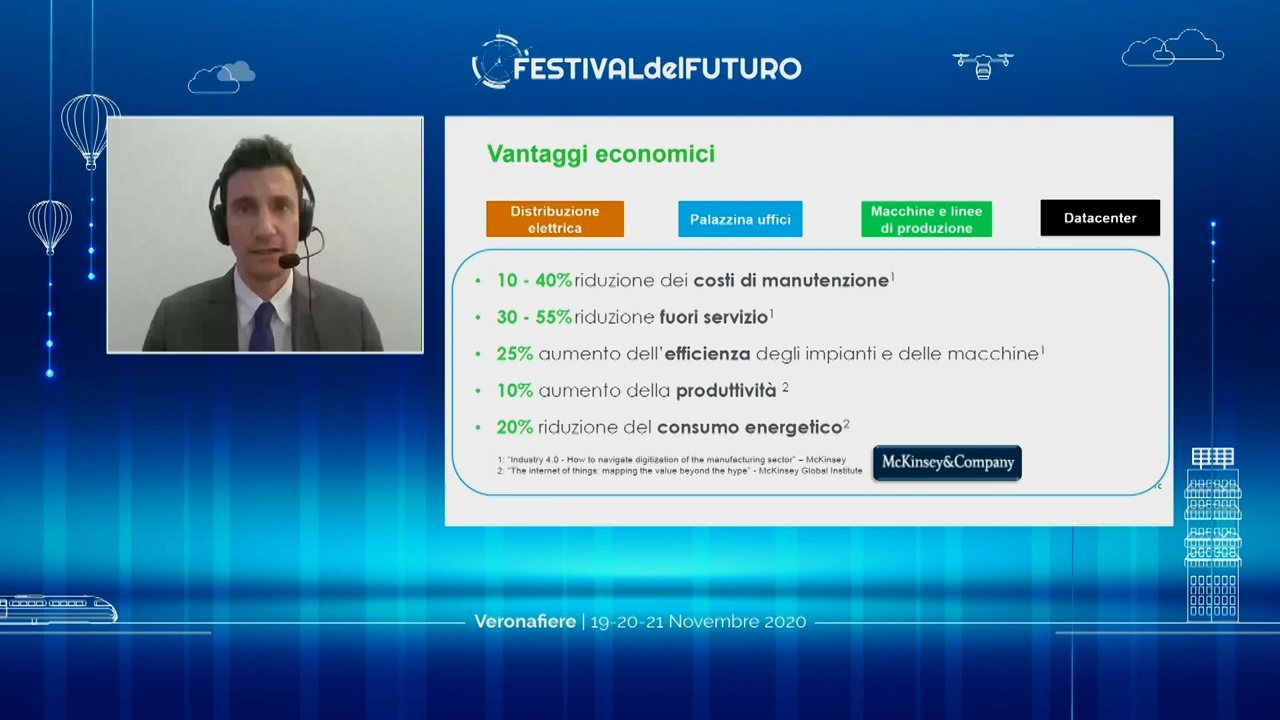 FESTIVALdelFUTURO
Vantaggi economici
Distribuzione
elettrica
Palazzina uffici
Macchine e linee
di produzione
Datacenter
• 10 - 40% riduzione dei costi di manutenzione¹
• 30 - 55% riduzione fuori servizio¹
• 25% aumento dell'efficienza degli impianti e delle macchine¹
• 10% aumento della produttività ²
• 20% riduzione del consumo energetico²
1: "Industry 4.0 - How to navigate digitization of the manufacturing sector" – McKinsey
2: "The internet of things: mapping the value beyond the hype" - McKinsey Global Institute
McKinsey&Company
Veronafiere | 19-20-21 Novembre 2020